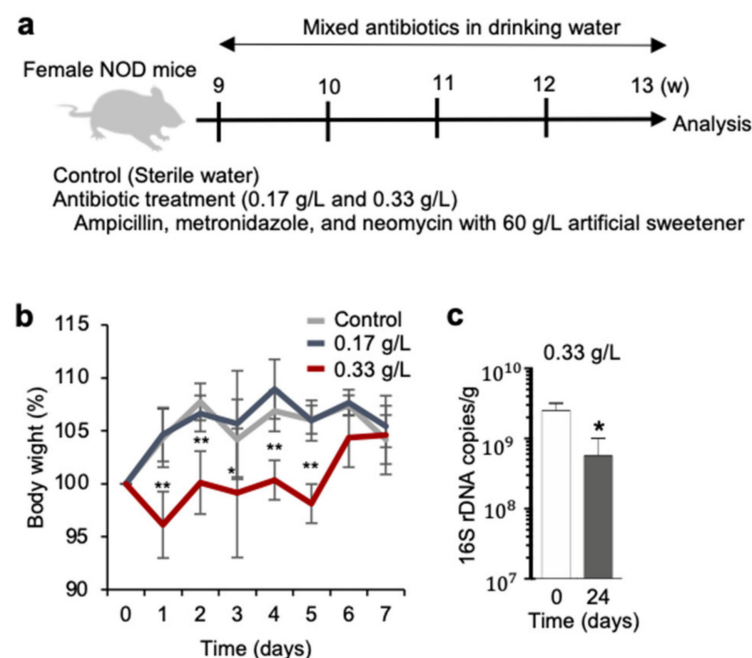 a
Mixed antibiotics in drinking water
Female NOD mice
9 10 11 12 13 (w)
Analysis
Control (Sterile water)
Antibiotic treatment (0.17 g/L and 0.33 g/L)
Ampicillin, metronidazole, and neomycin with 60 g/L artificial sweetener
b
Body wight (%)
115
110
105
100
95
90
Control
0.17 g/L
0.33 g/L
** ** * ** **
0 1 2 3 4 5 6 7
Time (days)
c
0.33 g/L
16S rDNA copies/g
10¹⁰
10⁹
10⁸
10⁷
*
0 24
Time (days)